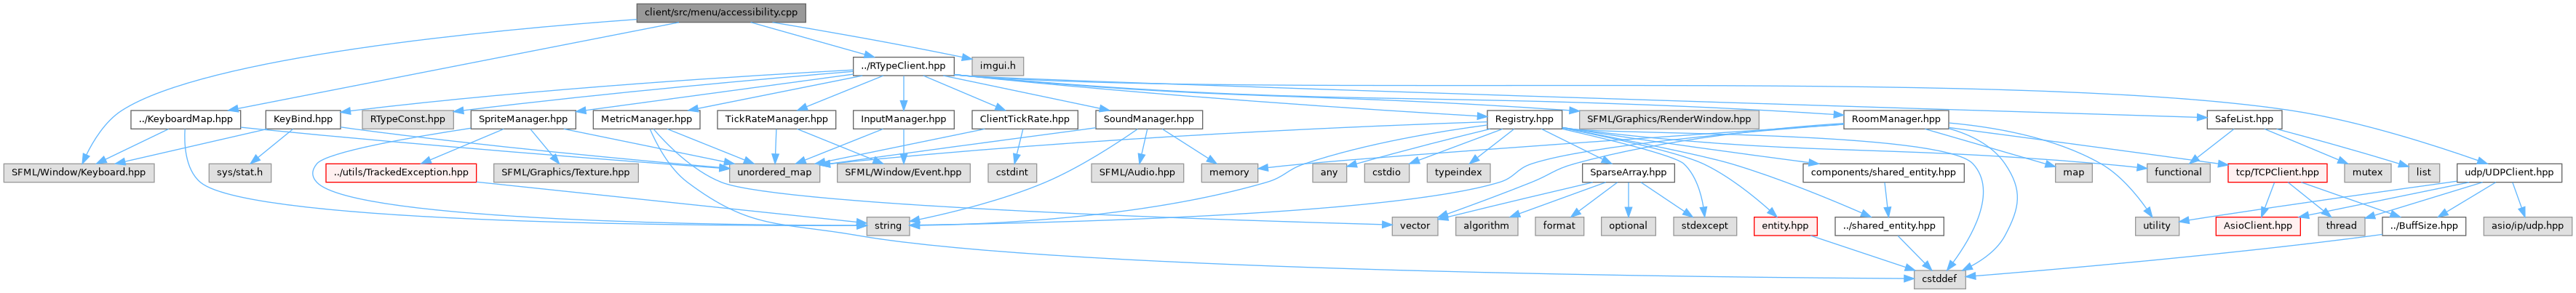 client/src/menu/accessibility.cpp
../RTypeClient.hpp
imgui.h
../KeyboardMap.hpp
KeyBind.hpp
RTypeConst.hpp
SpriteManager.hpp
MetricManager.hpp
TickRateManager.hpp
InputManager.hpp
ClientTickRate.hpp
SoundManager.hpp
Registry.hpp
SFML/Graphics/RenderWindow.hpp
RoomManager.hpp
SafeList.hpp
SFML/Window/Keyboard.hpp
sys/stat.h
../utils/TrackedException.hpp
SFML/Graphics/Texture.hpp
unordered_map
SFML/Window/Event.hpp
cstdint
SFML/Audio.hpp
memory
any
cstdio
typeindex
SparseArray.hpp
components/shared_entity.hpp
map
functional
tcp/TCPClient.hpp
mutex
list
udp/UDPClient.hpp
string
vector
algorithm
format
optional
stdexcept
entity.hpp
../shared_entity.hpp
utility
AsioClient.hpp
thread
../BuffSize.hpp
asio/ip/udp.hpp
cstddef